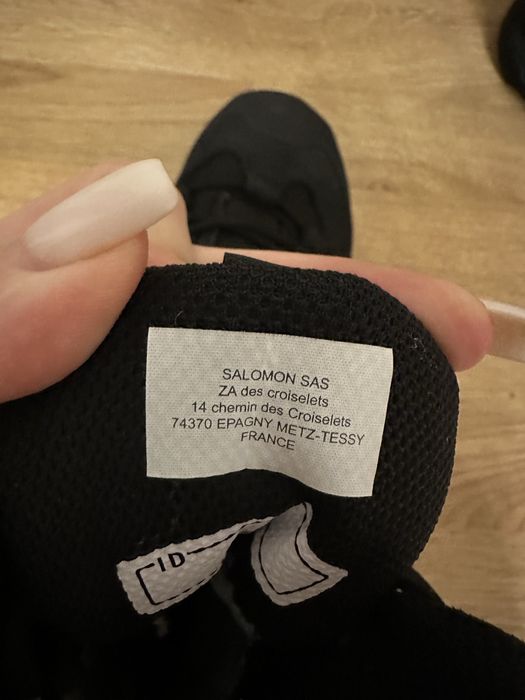 SALOMON SAS
ZA des croiselets
14 chemin des Croiselets
74370 EPAGNY METZ-TESSY
FRANCE
ID